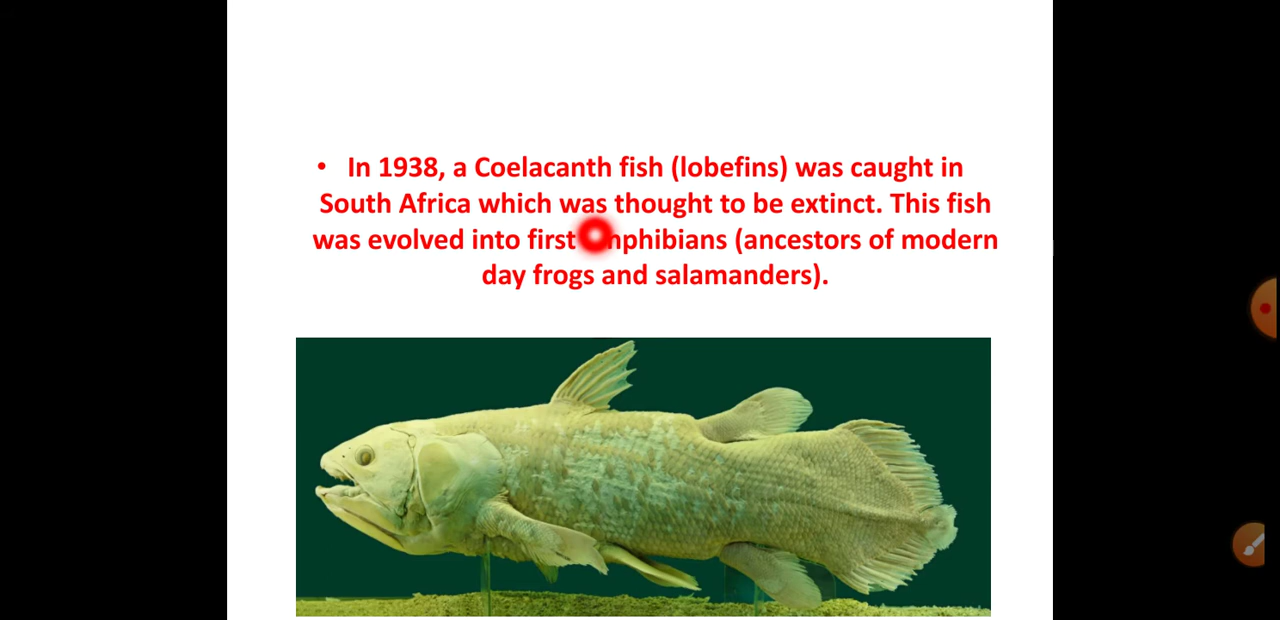 • In 1938, a Coelacanth fish (lobefins) was caught in
South Africa which was thought to be extinct. This fish
was evolved into first amphibians (ancestors of modern
day frogs and salamanders).